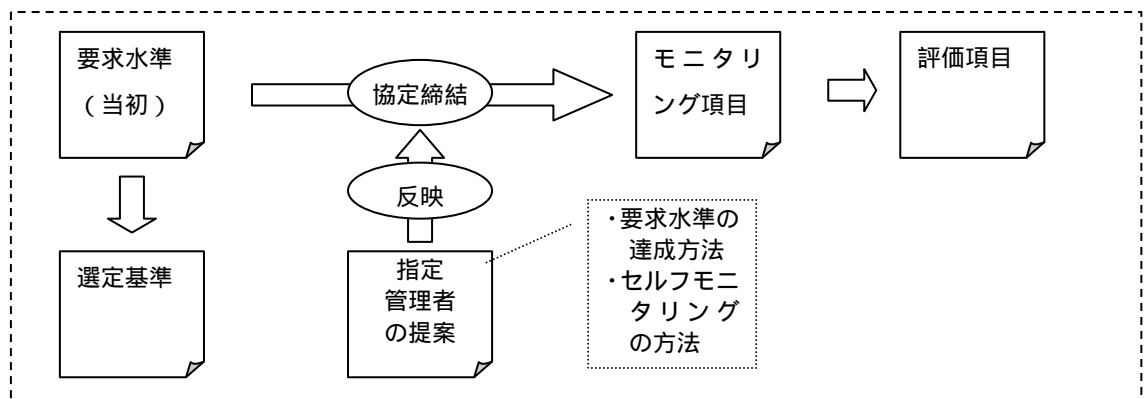 要求水準
（当初）
協定締結
モニタリ
ング項目
評価項目
反映
選定基準
指定
管理者
の提案
・要求水準の
達成方法
・セルフモニ
タリング
の方法